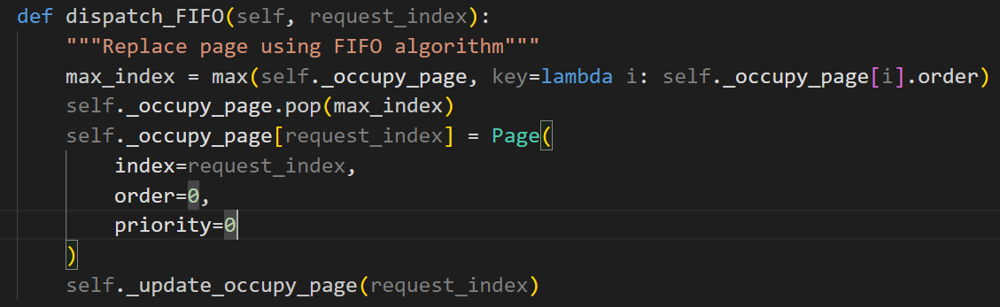 def dispatch_FIFO(self, request_index):
    """Replace page using FIFO algorithm"""
    max_index = max(self._occupy_page, key=lambda i: self._occupy_page[i].order)
    self._occupy_page.pop(max_index)
    self._occupy_page[request_index] = Page(
        index=request_index,
        order=0,
        priority=0
    )
    self._update_occupy_page(request_index)